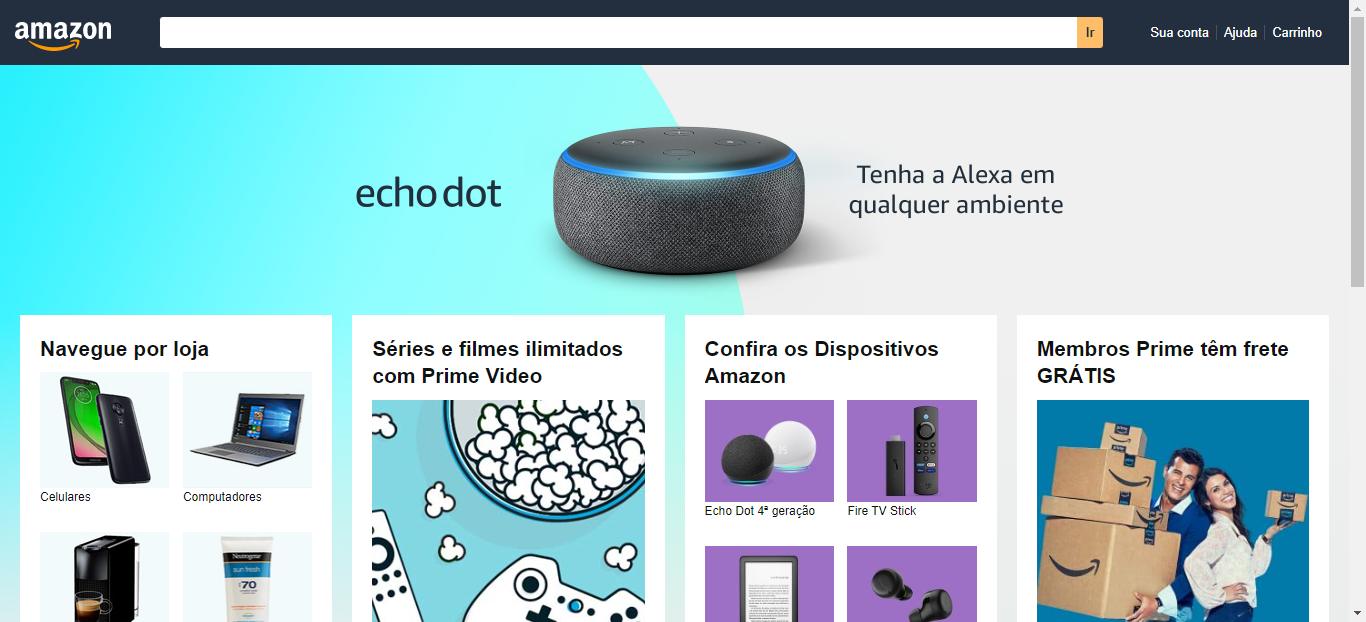 amazon
Ir
Sua conta
Ajuda
Carrinho
echo dot
Tenha a Alexa em
qualquer ambiente
Navegue por loja
Celulares
Computadores
Neutrogena
sun fresh
70
Séries e filmes ilimitados
com Prime Video
Confira os Dispositivos
Amazon
Echo Dot 4ª geração
Fire TV Stick
Membros Prime têm frete
GRÁTIS